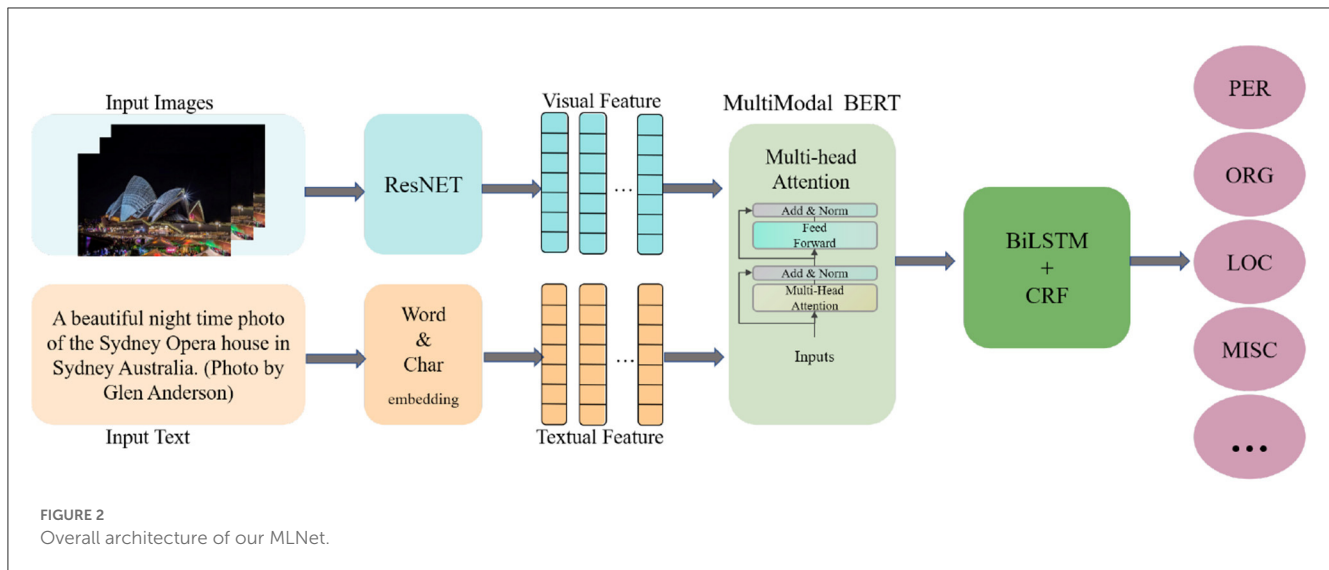 Input Images
ResNET
Visual Feature
...
Input Text
A beautiful night time photo
of the Sydney Opera house in
Sydney Australia. (Photo by
Glen Anderson)
Word
&
Char
embedding
Textual Feature
...
MultiModal BERT
Multi-head
Attention
Add & Norm
Feed
Forward
Add & Norm
Multi-Head
Attention
Inputs
BiLSTM
+
CRF
PER
ORG
LOC
MISC
...
FIGURE 2
Overall architecture of our MLNet.